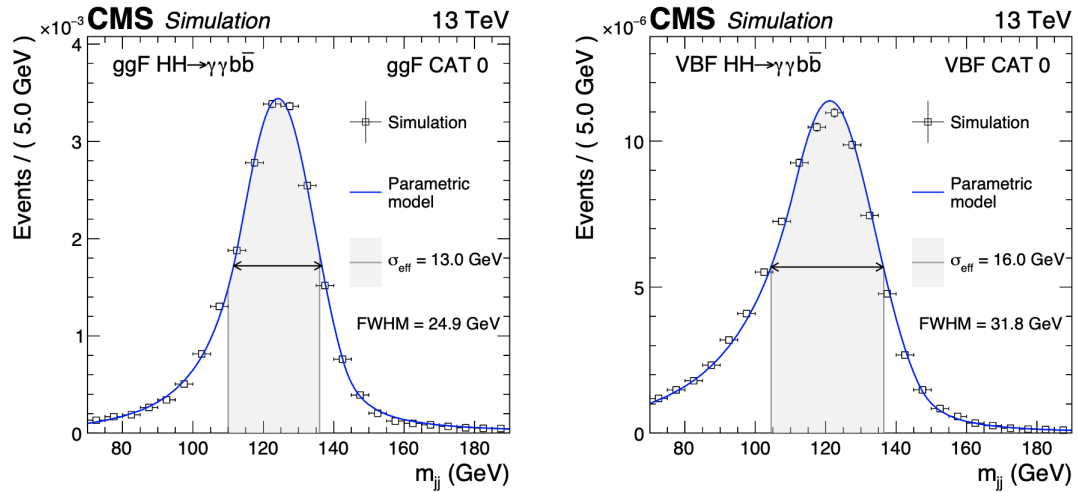 CMS Simulation 13 TeV
×10⁻³
ggF HH→γγbb̅ ggF CAT 0
Simulation
Parametric
model
σeff = 13.0 GeV
FWHM = 24.9 GeV
Events / ( 5.0 GeV)
4
3
2
1
0
80 100 120 140 160 180
mjj (GeV)
CMS Simulation 13 TeV
×10⁻⁶
VBF HH→γγbb̅ VBF CAT 0
Simulation
Parametric
model
σeff = 16.0 GeV
FWHM = 31.8 GeV
Events / ( 5.0 GeV)
10
5
0
80 100 120 140 160 180
mjj (GeV)